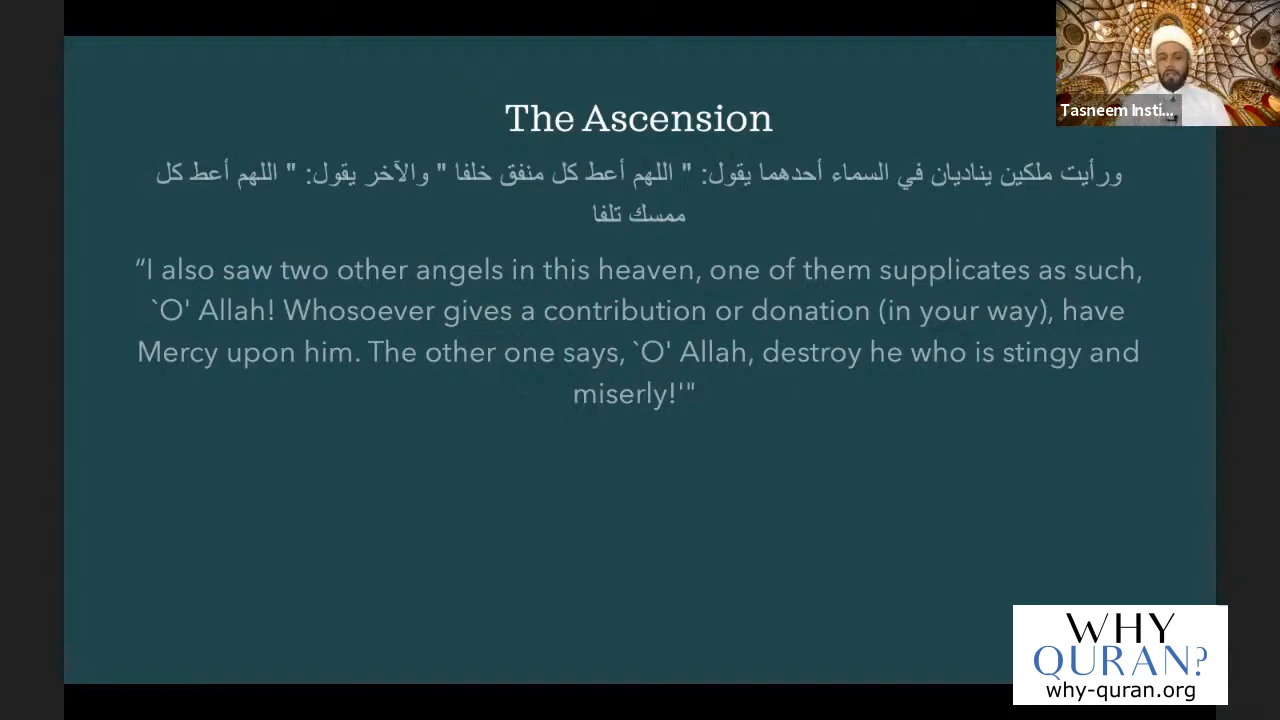 Tasneem Insti...
The Ascension
ورأيت ملكين يناديان في السماء أحدهما يقول: " اللهم أعط كل منفق خلفا " والآخر يقول: " اللهم أعط كل
ممسك تلفا
“I also saw two other angels in this heaven, one of them supplicates as such,
`O' Allah! Whosoever gives a contribution or donation (in your way), have
Mercy upon him. The other one says, `O' Allah, destroy he who is stingy and
miserly!'"
WHY
QURAN?
why-quran.org